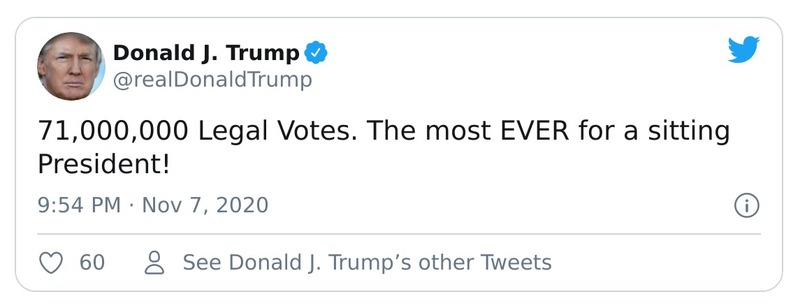 Donald J. Trump
@realDonaldTrump
71,000,000 Legal Votes. The most EVER for a sitting
President!
9:54 PM · Nov 7, 2020
60
See Donald J. Trump’s other Tweets